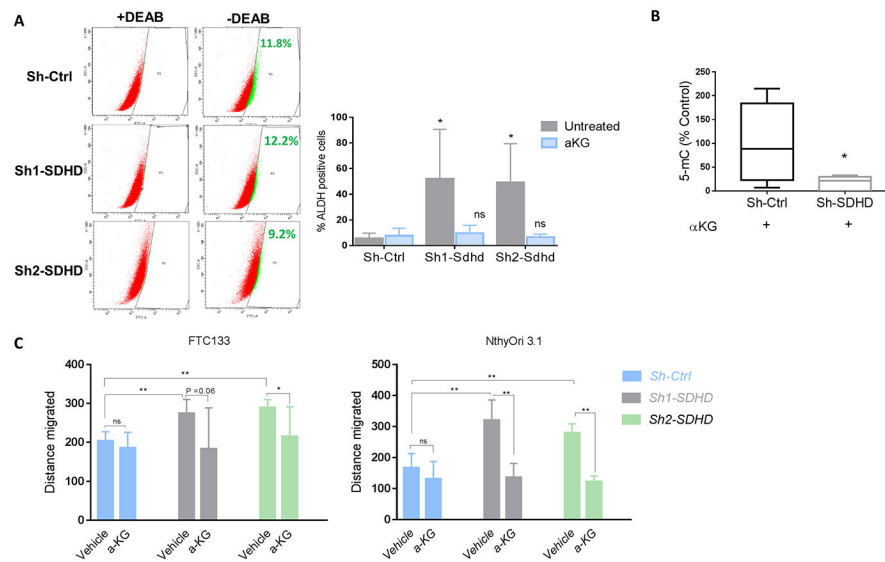 A
+DEAB
-DEAB
Sh-Ctrl
11.8%
Sh1-SDHD
12.2%
Sh2-SDHD
9.2%
FITC-A
% ALDH positive cells
100
80
60
40
20
0
*
*
ns
ns
Untreated
aKG
Sh-Ctrl
Sh1-Sdhd
Sh2-Sdhd
B
5-mC (% Control)
250
200
150
100
50
0
*
Sh-Ctrl
Sh-SDHD
αKG
+
+
C
FTC133
Distance migrated
400
300
200
100
0
**
**
P =0.06
*
ns
Vehicle
a-KG
Vehicle
a-KG
Vehicle
a-KG
NthyOri 3.1
Distance migrated
500
400
300
200
100
0
**
**
**
**
ns
Vehicle
a-KG
Vehicle
a-KG
Vehicle
a-KG
Sh-Ctrl
Sh1-SDHD
Sh2-SDHD